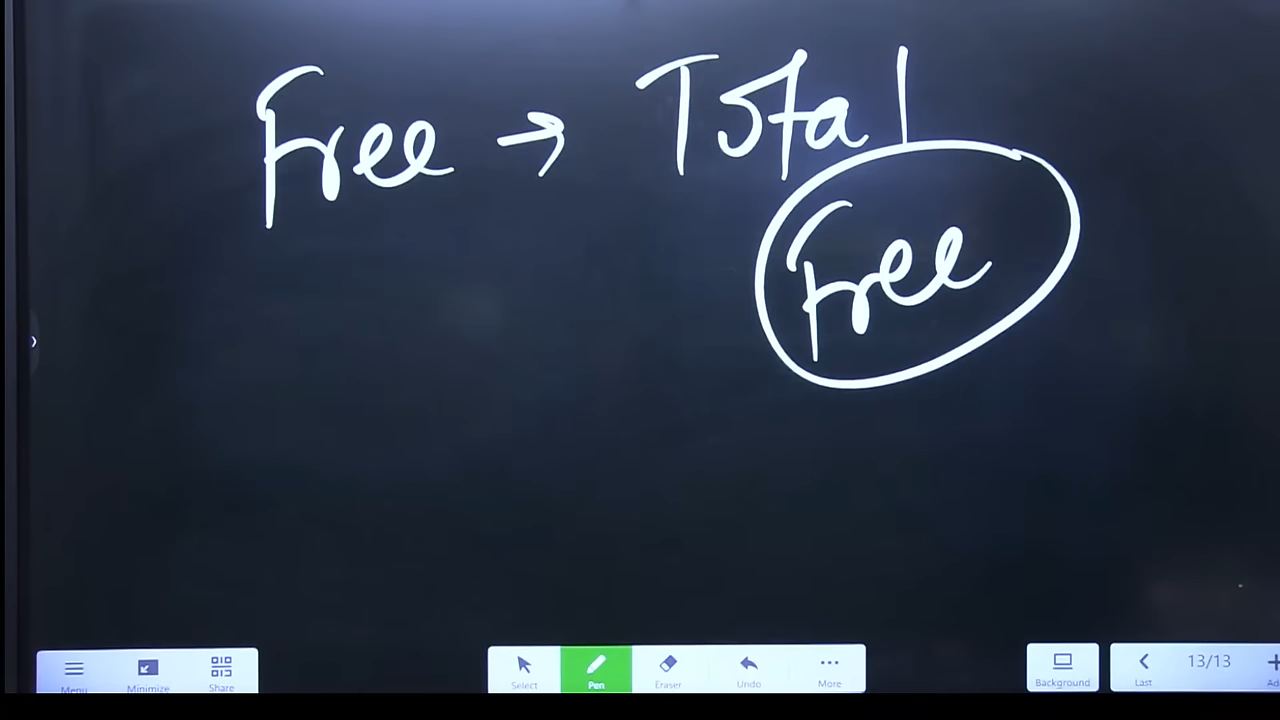 Free → Total
Free
Menu Minimize Share Select Pen Eraser Undo More Background Last 13/13